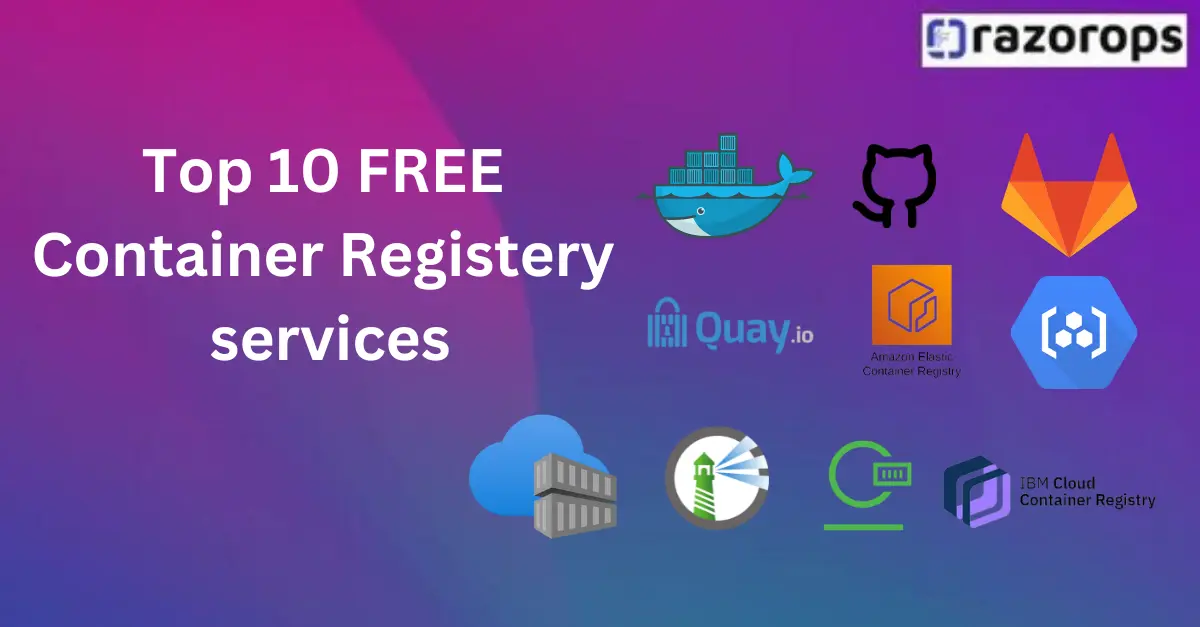 razorops
Top 10 FREE
Container Registery
services
Quay.io
Amazon Elastic
Container Registry
IBM Cloud
Container Registry